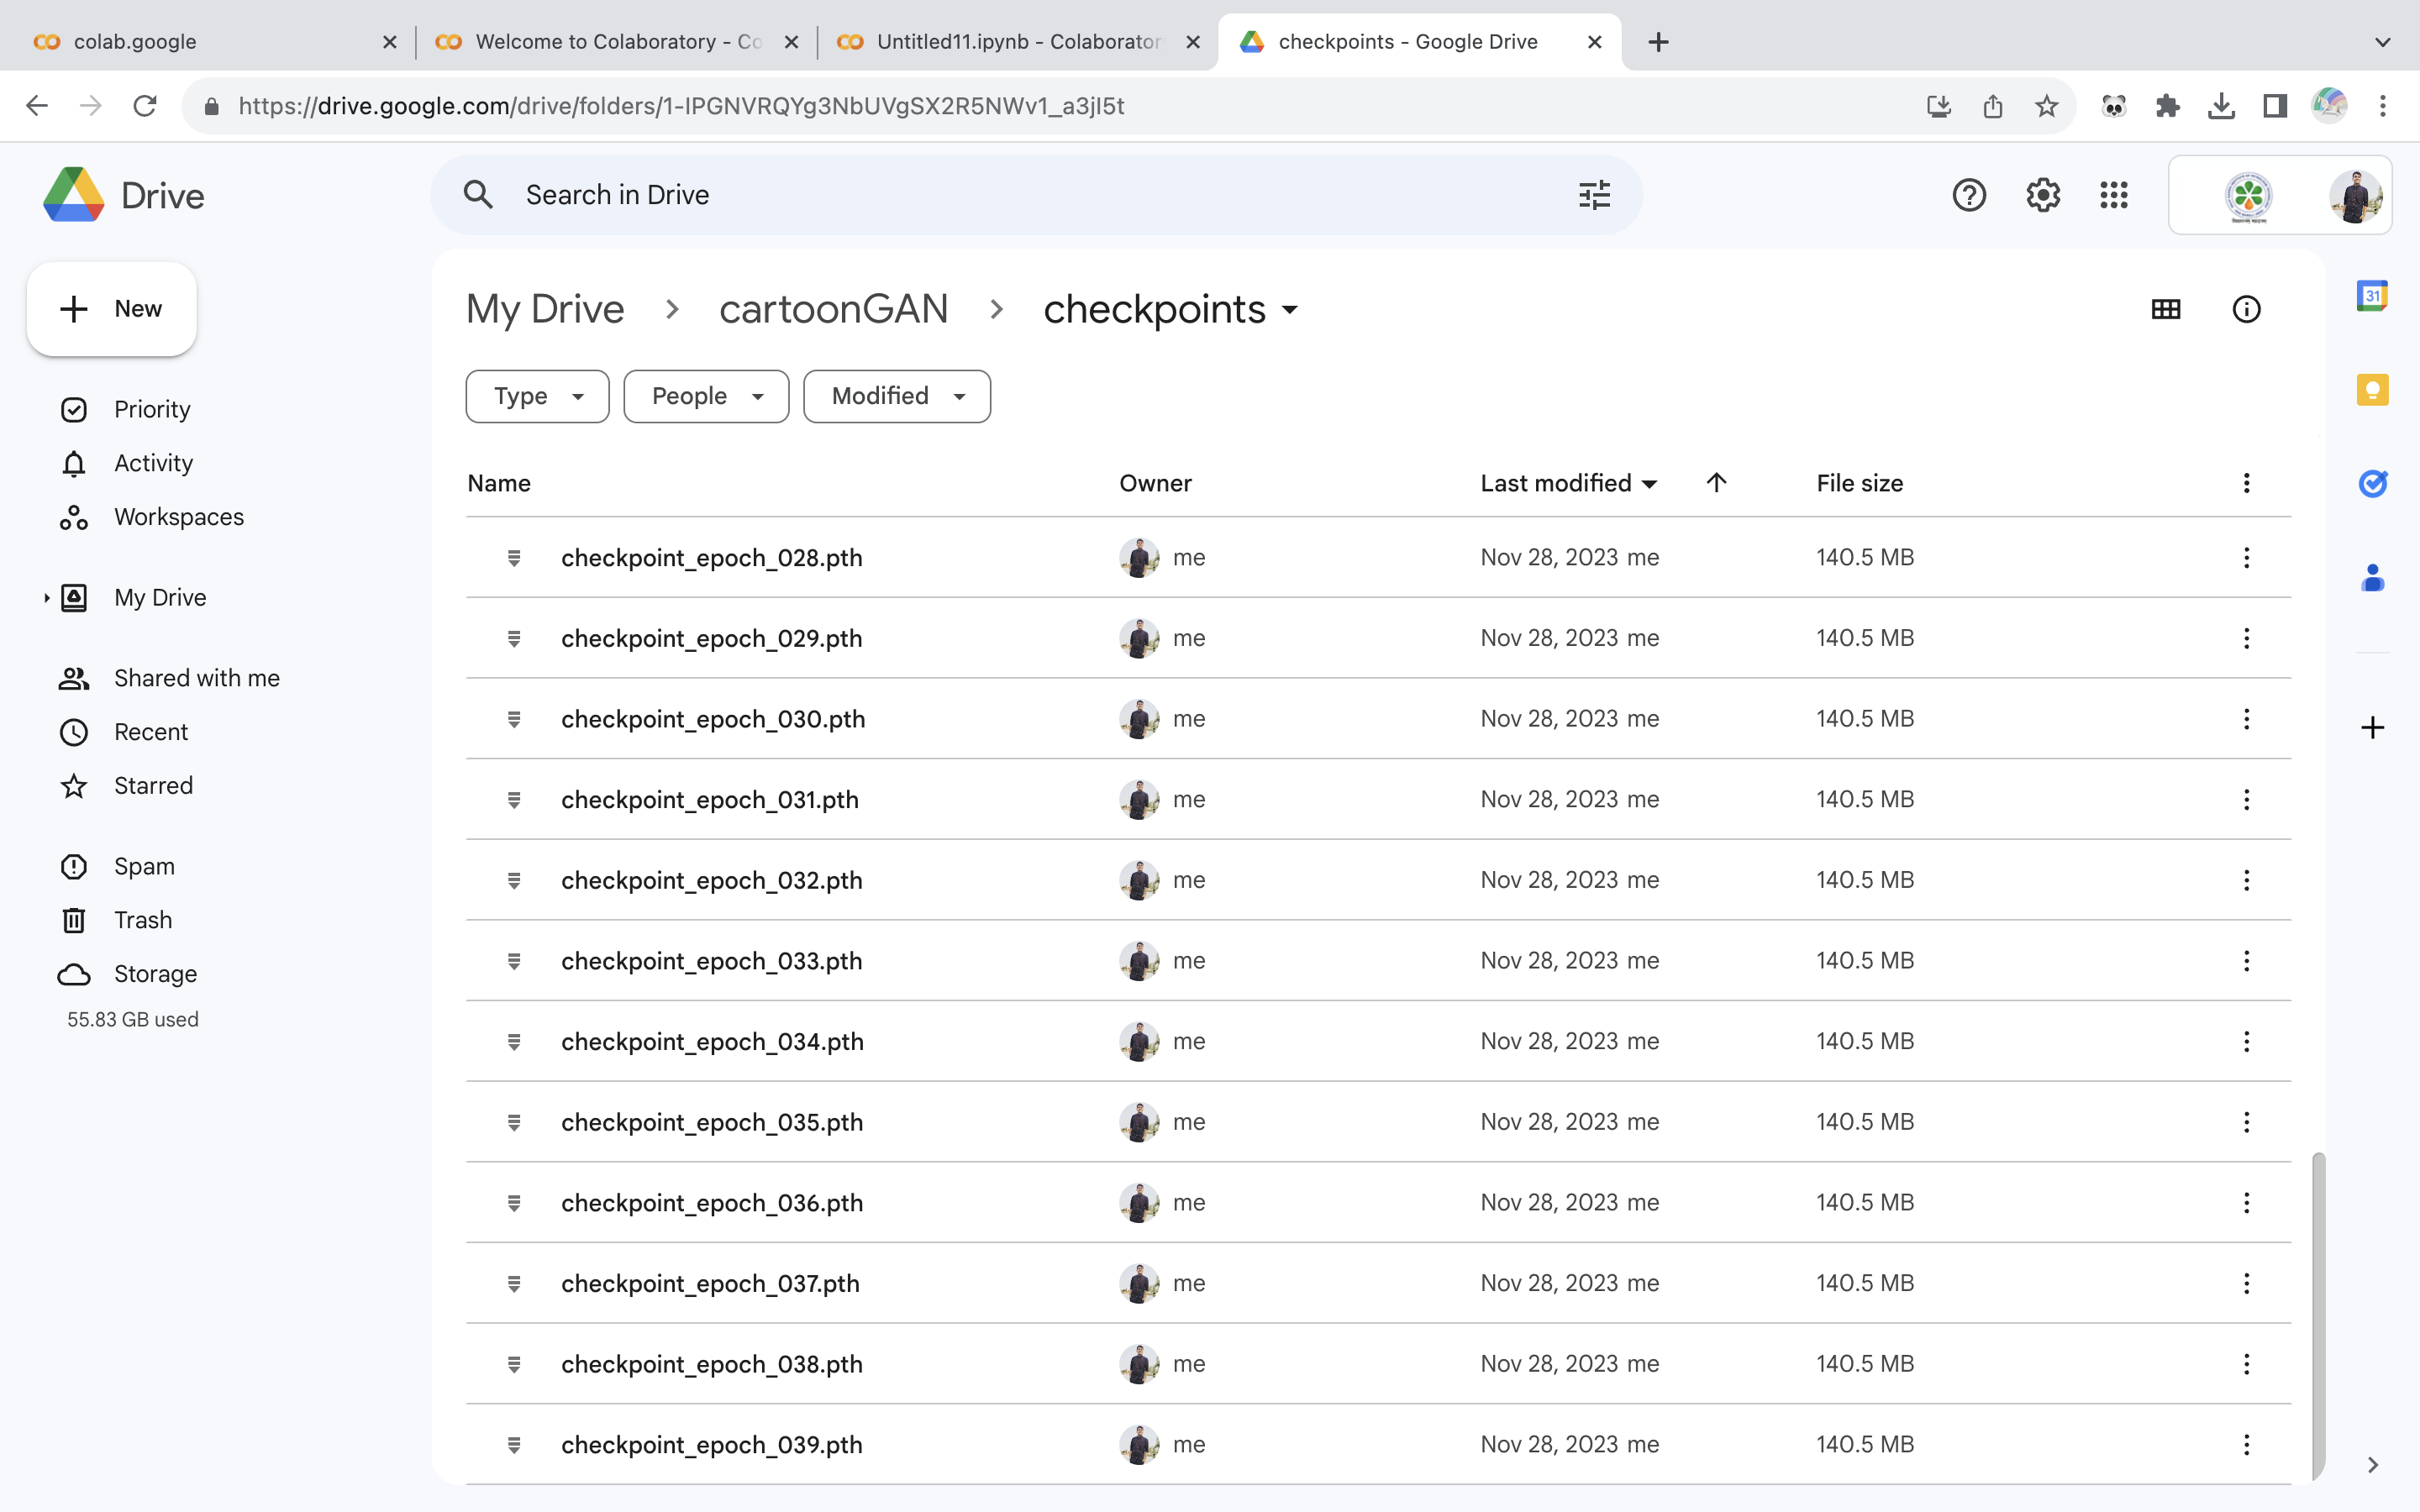 colab.google
Welcome to Colaboratory - Co
Untitled11.ipynb - Colaborator
checkpoints - Google Drive
https://drive.google.com/drive/folders/1-IPGNVRQYg3NbUVgSX2R5NWv1_a3jI5t
Drive
Search in Drive
New
My Drive
cartoonGAN
checkpoints
Type
People
Modified
Priority
Activity
Workspaces
My Drive
Shared with me
Recent
Starred
Spam
Trash
Storage
55.83 GB used
Name Owner Last modified File size
checkpoint_epoch_028.pth me Nov 28, 2023 me 140.5 MB
checkpoint_epoch_029.pth me Nov 28, 2023 me 140.5 MB
checkpoint_epoch_030.pth me Nov 28, 2023 me 140.5 MB
checkpoint_epoch_031.pth me Nov 28, 2023 me 140.5 MB
checkpoint_epoch_032.pth me Nov 28, 2023 me 140.5 MB
checkpoint_epoch_033.pth me Nov 28, 2023 me 140.5 MB
checkpoint_epoch_034.pth me Nov 28, 2023 me 140.5 MB
checkpoint_epoch_035.pth me Nov 28, 2023 me 140.5 MB
checkpoint_epoch_036.pth me Nov 28, 2023 me 140.5 MB
checkpoint_epoch_037.pth me Nov 28, 2023 me 140.5 MB
checkpoint_epoch_038.pth me Nov 28, 2023 me 140.5 MB
checkpoint_epoch_039.pth me Nov 28, 2023 me 140.5 MB
31